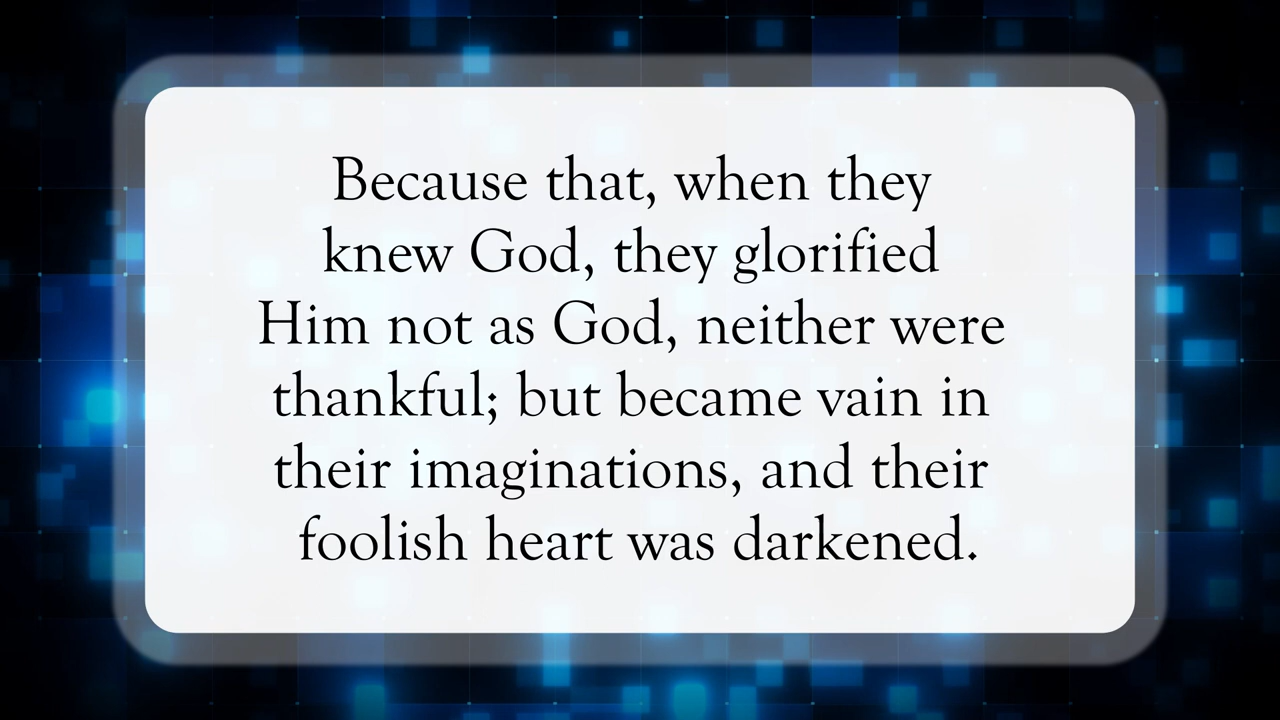 Because that, when they
knew God, they glorified
Him not as God, neither were
thankful; but became vain in
their imaginations, and their
foolish heart was darkened.